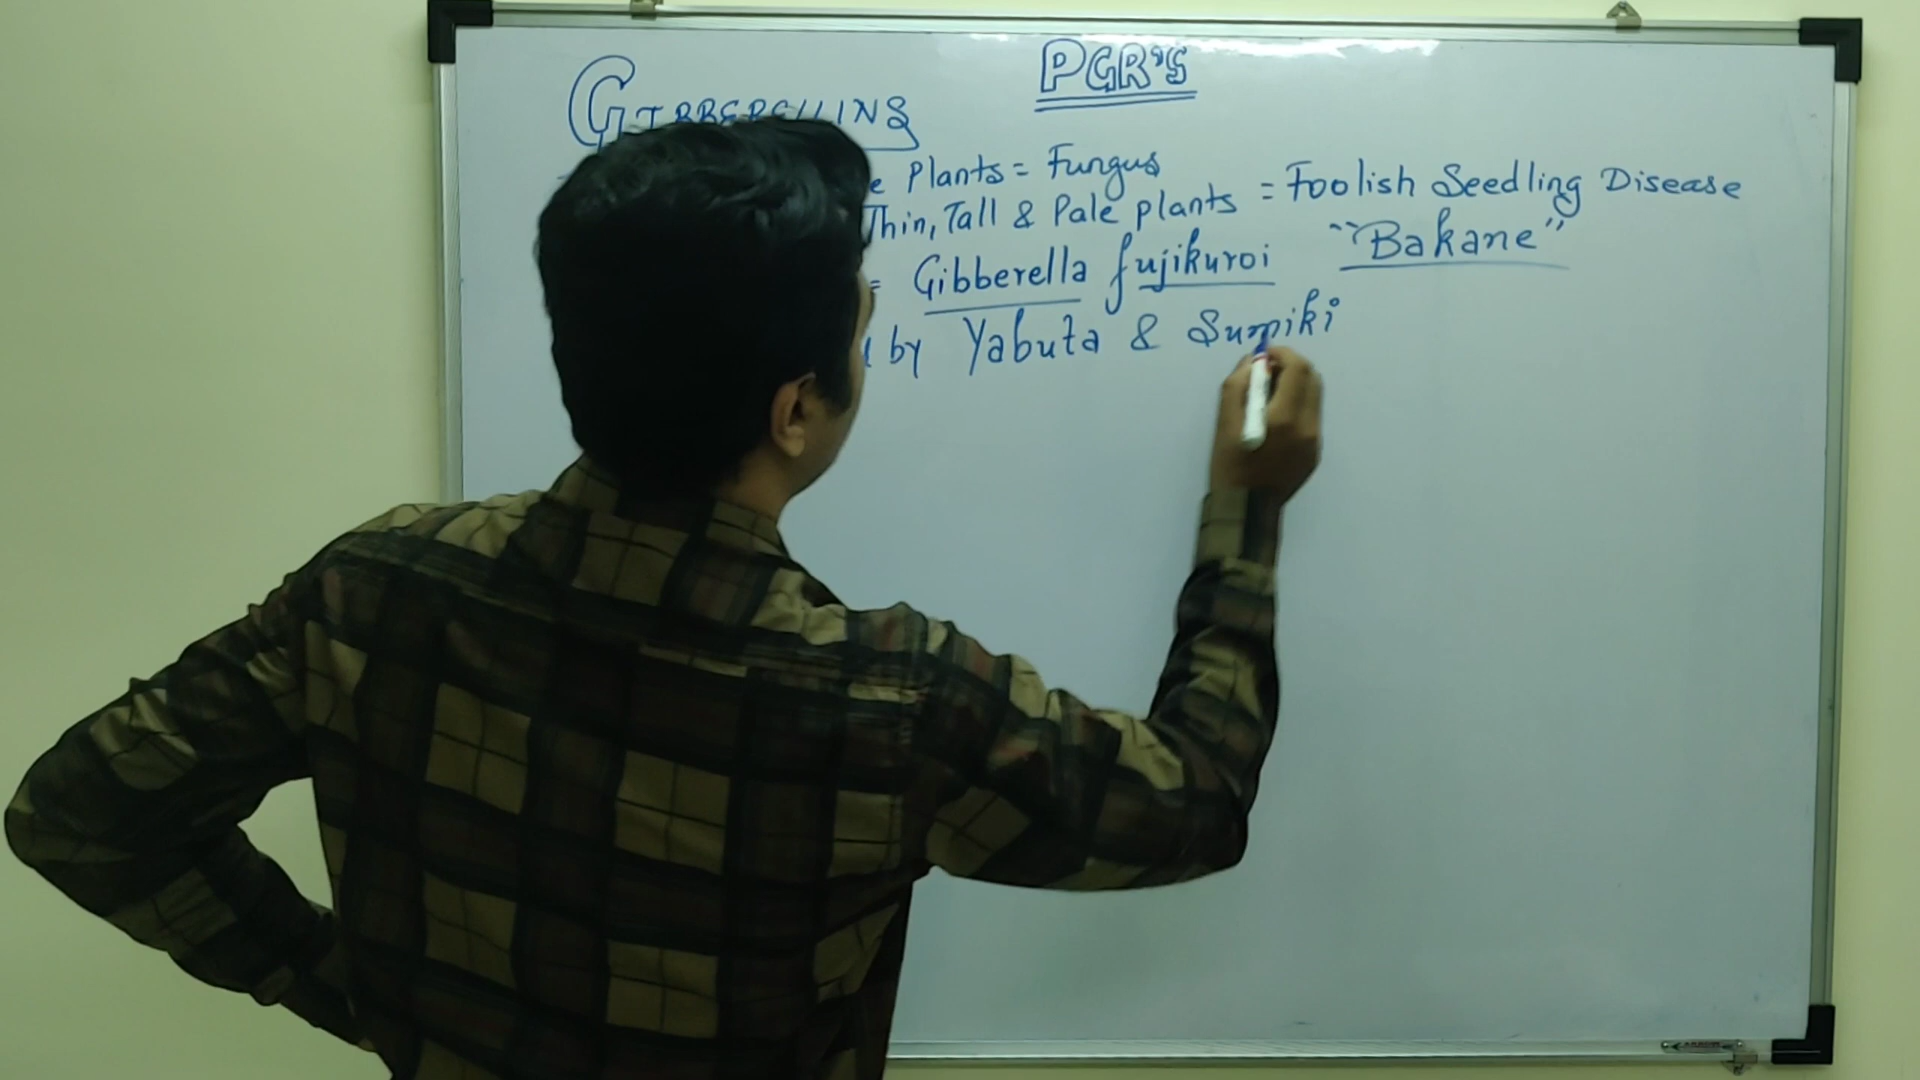 PGR'S
GIBBERELLINS
Plants = Fungus
Thin, Tall & Pale plants = Foolish Seedling Disease
= Gibberella fujikuroi "Bakane"
by Yabuta & Sumiki